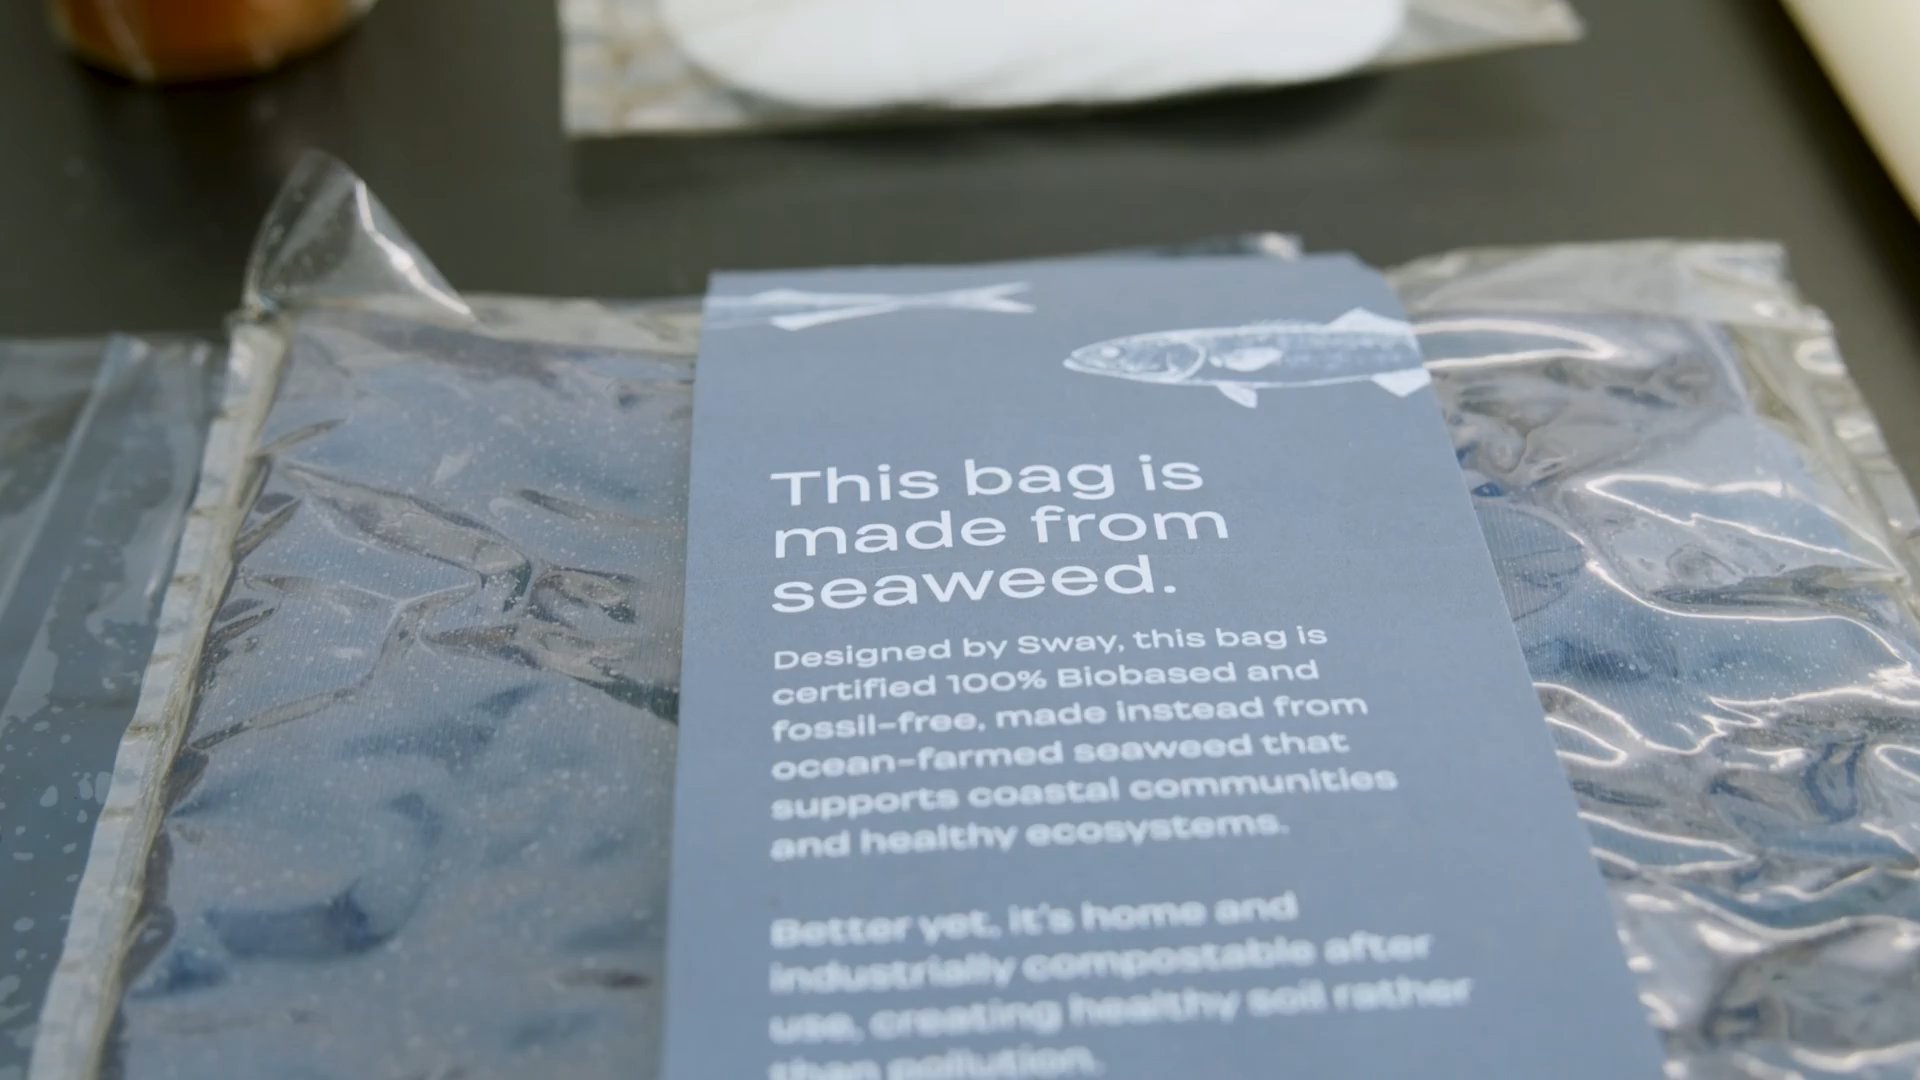 This bag is
made from
seaweed.
Designed by Sway, this bag is
certified 100% Biobased and
fossil-free, made instead from
ocean-farmed seaweed that
supports coastal communities
and healthy ecosystems.
Better yet, it's home and
industrially compostable after
use, creating healthy soil rather
than pollution.